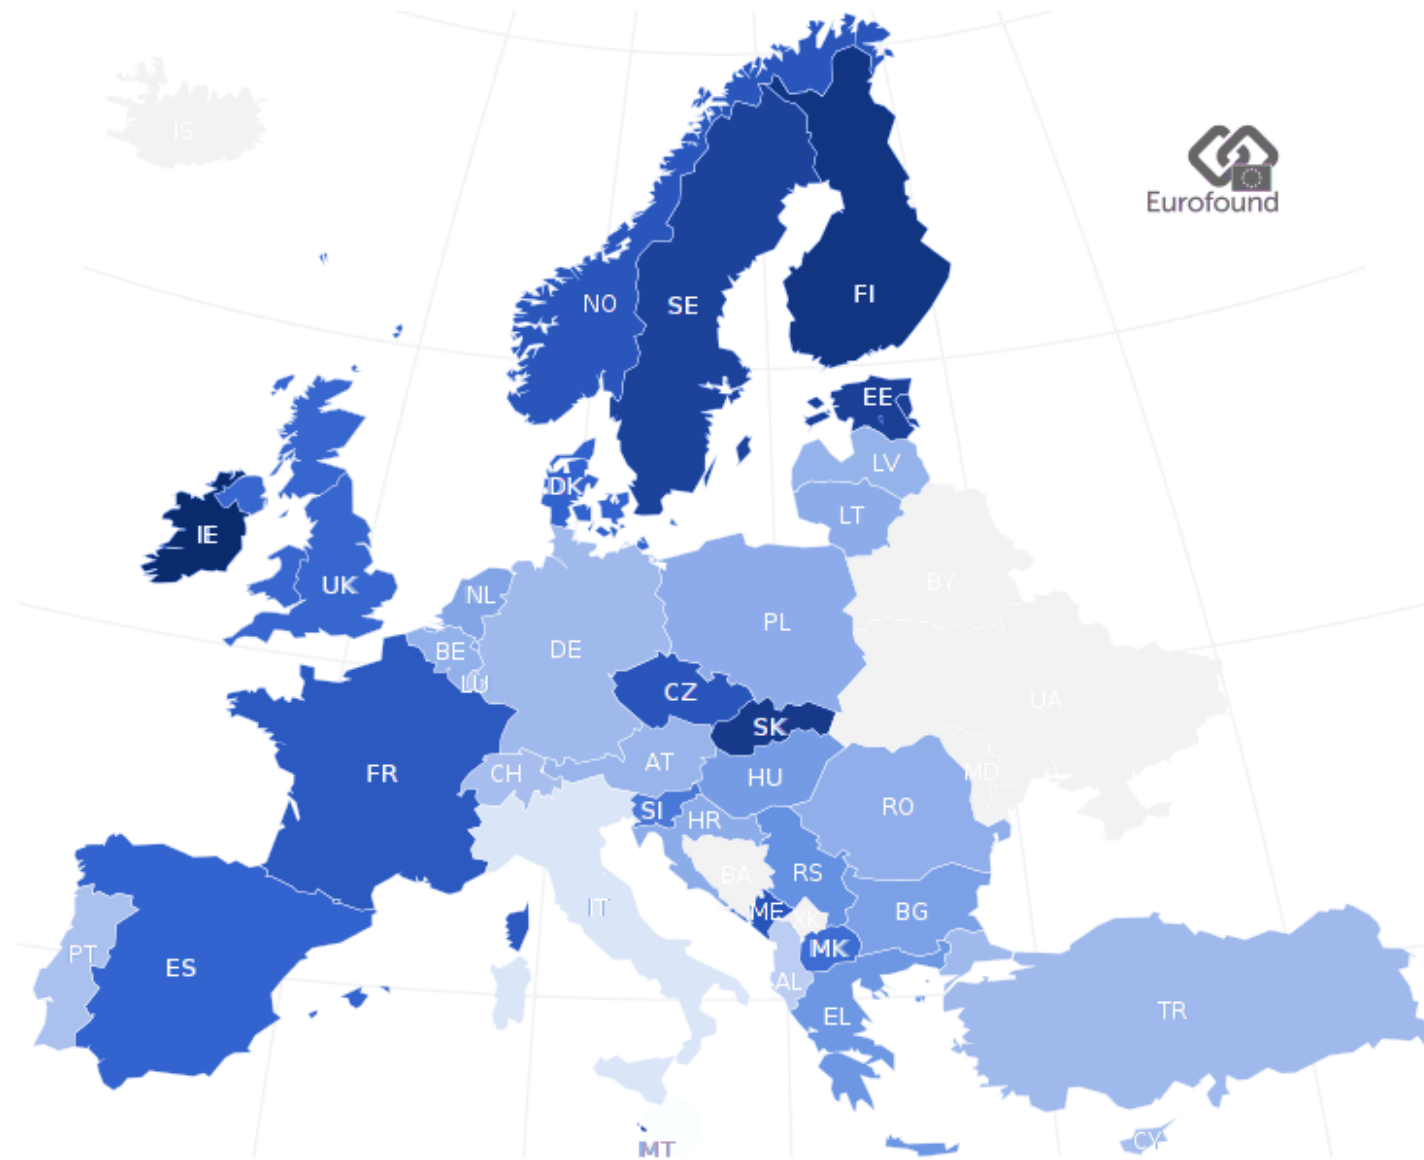 IS
Eurofound
NO
SE
FI
EE
LV
DK
LT
IE
UK
BY
NL
PL
BE
DE
LU
CZ
UA
SK
FR
CH
AT
HU
MD
SI
HR
RO
BA
RS
IT
ME
XK
BG
PT
ES
MK
AL
EL
TR
CY
MT